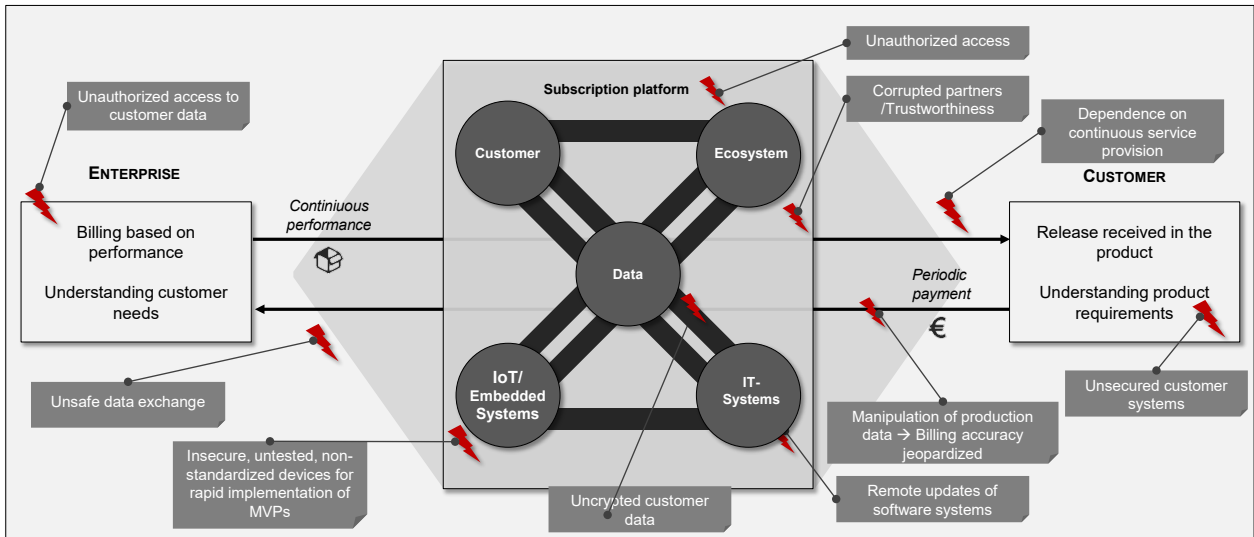 Unauthorized access
Subscription platform
Unauthorized access to
customer data
Corrupted partners
/Trustworthiness
Dependence on
continuous service
provision
Customer
Ecosystem
ENTERPRISE
CUSTOMER
Continiuous
performance
Billing based on
performance
Understanding customer
needs
Data
Release received in the
product
Understanding product
requirements
Periodic
payment
€
IoT/
Embedded
Systems
IT-
Systems
Unsafe data exchange
Unsecured customer
systems
Manipulation of production
data → Billing accuracy
jeopardized
Insecure, untested, non-
standardized devices for
rapid implementation of
MVPs
Uncrypted customer
data
Remote updates of
software systems